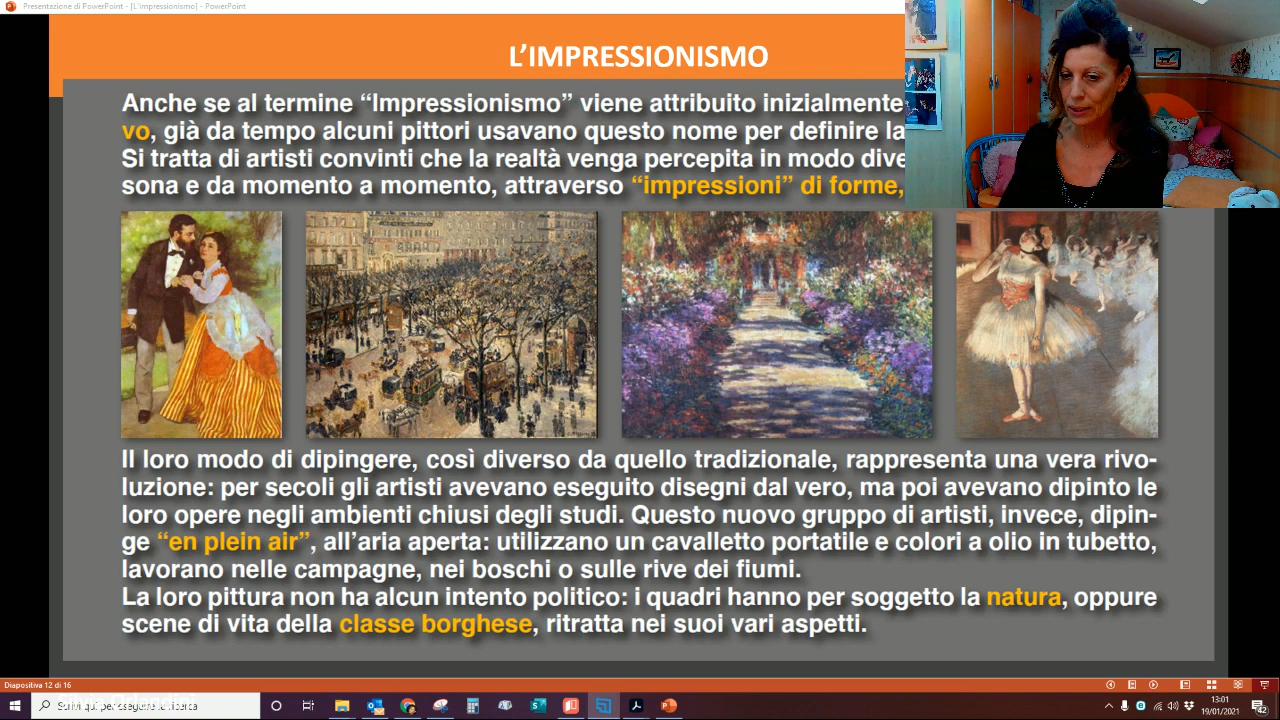 Presentazione di PowerPoint - [L'impressionismo] - PowerPoint
L'IMPRESSIONISMO
Anche se al termine “Impressionismo” viene attribuito inizialmente
vo, già da tempo alcuni pittori usavano questo nome per definire la
Si tratta di artisti convinti che la realtà venga percepita in modo dive
sona e da momento a momento, attraverso “impressioni” di forme,
Il loro modo di dipingere, così diverso da quello tradizionale, rappresenta una vera rivo-
luzione: per secoli gli artisti avevano eseguito disegni dal vero, ma poi avevano dipinto le
loro opere negli ambienti chiusi degli studi. Questo nuovo gruppo di artisti, invece, dipin-
ge “en plein air”, all’aria aperta: utilizzano un cavalletto portatile e colori a olio in tubetto,
lavorano nelle campagne, nei boschi o sulle rive dei fiumi.
La loro pittura non ha alcun intento politico: i quadri hanno per soggetto la natura, oppure
scene di vita della classe borghese, ritratta nei suoi vari aspetti.
Diapositiva 12 di 16
Scrivi qui per eseguire la ricerca
13:01
19/01/2021
42